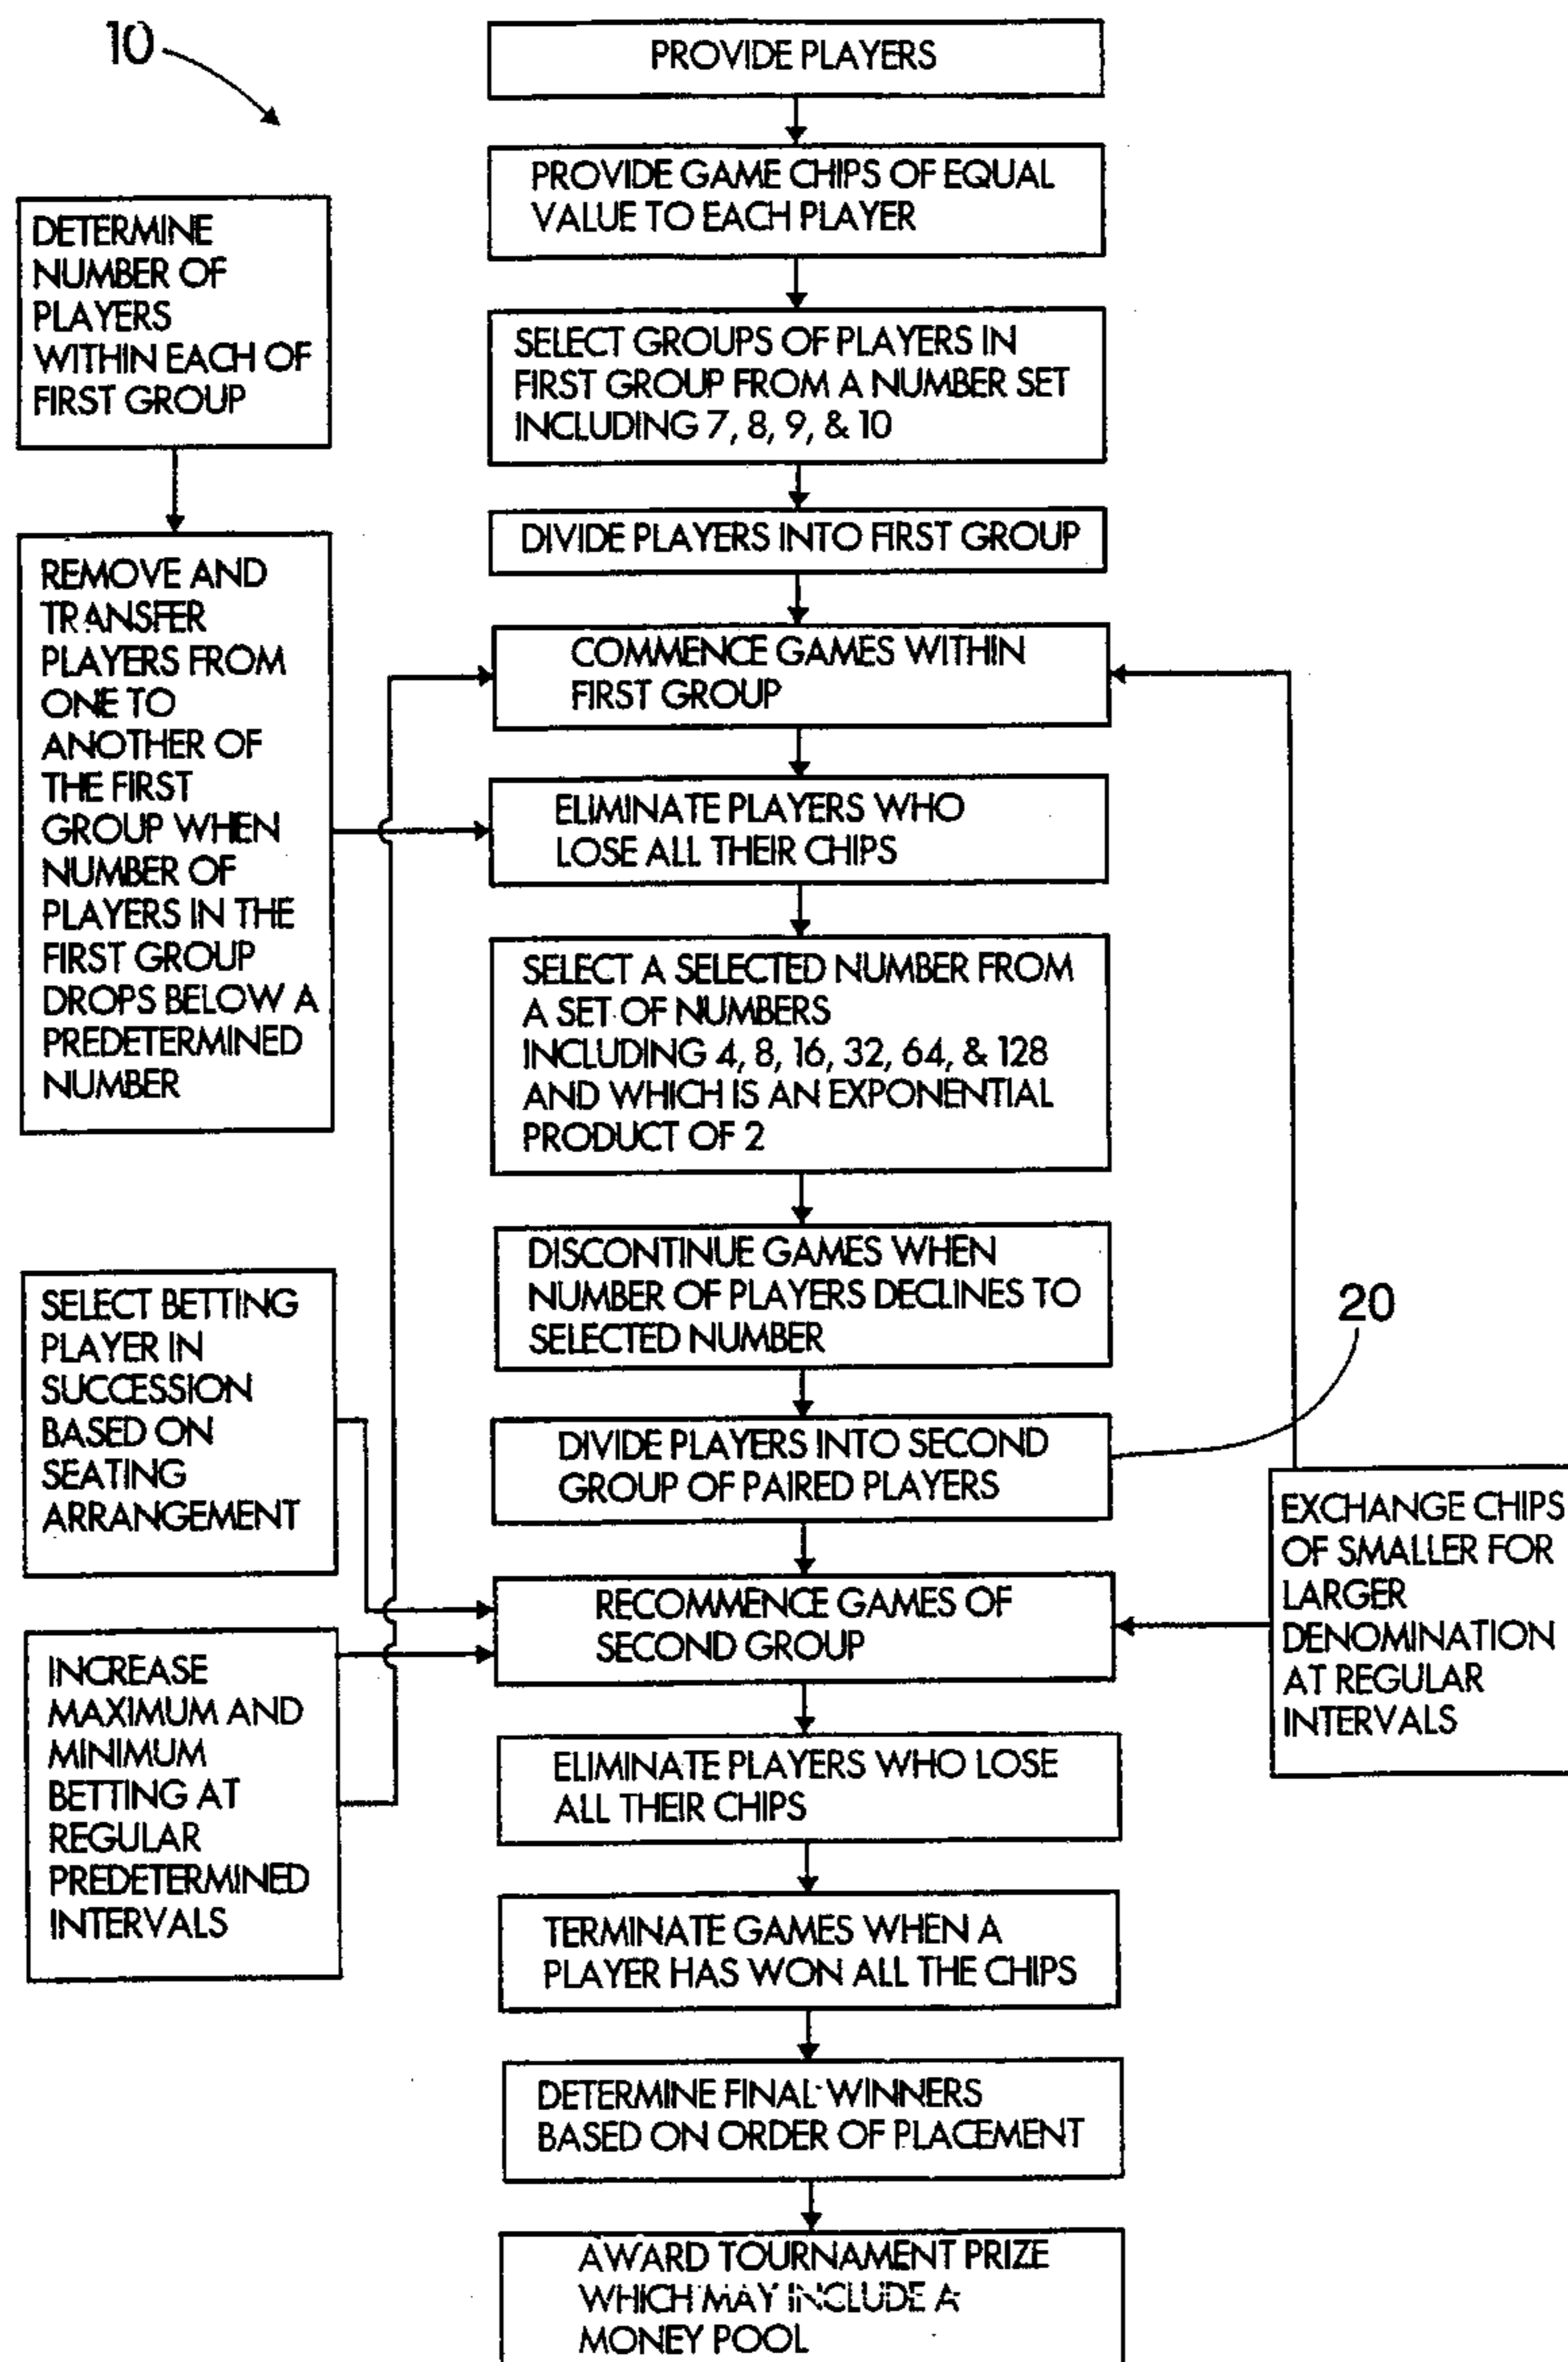 10
PROVIDE PLAYERS
PROVIDE GAME CHIPS OF EQUAL
VALUE TO EACH PLAYER
DETERMINE
NUMBER OF
PLAYERS
WITHIN EACH OF
FIRST GROUP
SELECT GROUPS OF PLAYERS IN
FIRST GROUP FROM A NUMBER SET
INCLUDING 7, 8, 9, & 10
DIVIDE PLAYERS INTO FIRST GROUP
REMOVE AND
TRANSFER
PLAYERS FROM
ONE TO
ANOTHER OF
THE FIRST
GROUP WHEN
NUMBER OF
PLAYERS IN THE
FIRST GROUP
DROPS BELOW A
PREDETERMINED
NUMBER
COMMENCE GAMES WITHIN
FIRST GROUP
ELIMINATE PLAYERS WHO
LOSE ALL THEIR CHIPS
SELECT A SELECTED NUMBER FROM
A SET OF NUMBERS
INCLUDING 4, 8, 16, 32, 64, & 128
AND WHICH IS AN EXPONENTIAL
PRODUCT OF 2
DISCONTINUE GAMES WHEN
NUMBER OF PLAYERS DECLINES TO
SELECTED NUMBER
SELECT BETTING
PLAYER IN
SUCCESSION
BASED ON
SEATING
ARRANGEMENT
20
DIVIDE PLAYERS INTO SECOND
GROUP OF PAIRED PLAYERS
EXCHANGE CHIPS
OF SMALLER FOR
LARGER
DENOMINATION
AT REGULAR
INTERVALS
RECOMMENCE GAMES OF
SECOND GROUP
INCREASE
MAXIMUM AND
MINIMUM
BETTING AT
REGULAR
PREDETERMINED
INTERVALS
ELIMINATE PLAYERS WHO LOSE
ALL THEIR CHIPS
TERMINATE GAMES WHEN A
PLAYER HAS WON ALL THE CHIPS
DETERMINE FINAL WINNERS
BASED ON ORDER OF PLACEMENT
AWARD TOURNAMENT PRIZE
WHICH MAY INCLUDE A
MONEY POOL